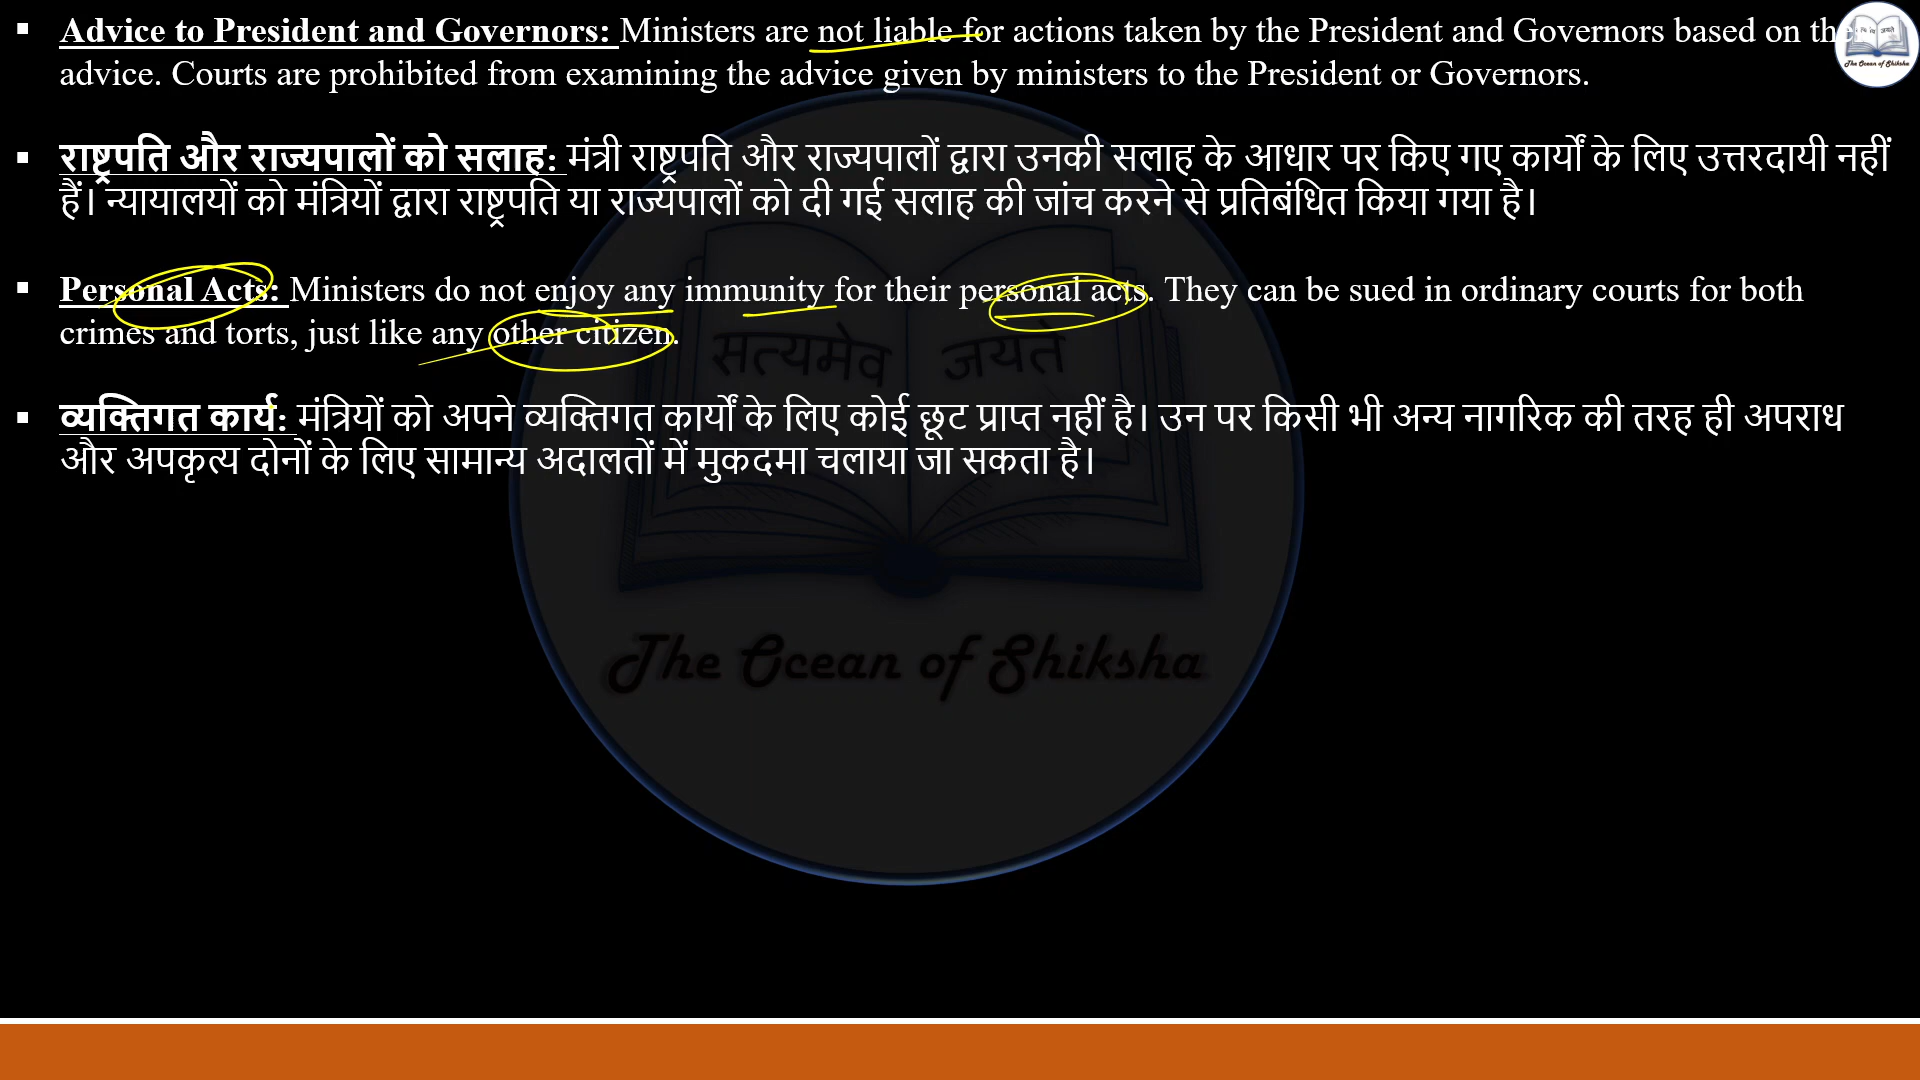 ▪ Advice to President and Governors: Ministers are not liable for actions taken by the President and Governors based on
advice. Courts are prohibited from examining the advice given by ministers to the President or Governors.
▪ राष्ट्रपति और राज्यपालों को सलाह: मंत्री राष्ट्रपति और राज्यपालों द्वारा उनकी सलाह के आधार पर किए गए कार्यों के लिए उत्तरदायी नहीं
हैं। न्यायालयों को मंत्रियों द्वारा राष्ट्रपति या राज्यपालों को दी गई सलाह की जांच करने से प्रतिबंधित किया गया है।
▪ Personal Acts: Ministers do not enjoy any immunity for their personal acts. They can be sued in ordinary courts for both
crimes and torts, just like any other citizen.
▪ व्यक्तिगत कार्य: मंत्रियों को अपने व्यक्तिगत कार्यों के लिए कोई छूट प्राप्त नहीं है। उन पर किसी भी अन्य नागरिक की तरह ही अपराध
और अपकृत्य दोनों के लिए सामान्य अदालतों में मुकदमा चलाया जा सकता है।
सत्यमेव जयते
The Ocean of Shiksha
The Ocean of Shiksha